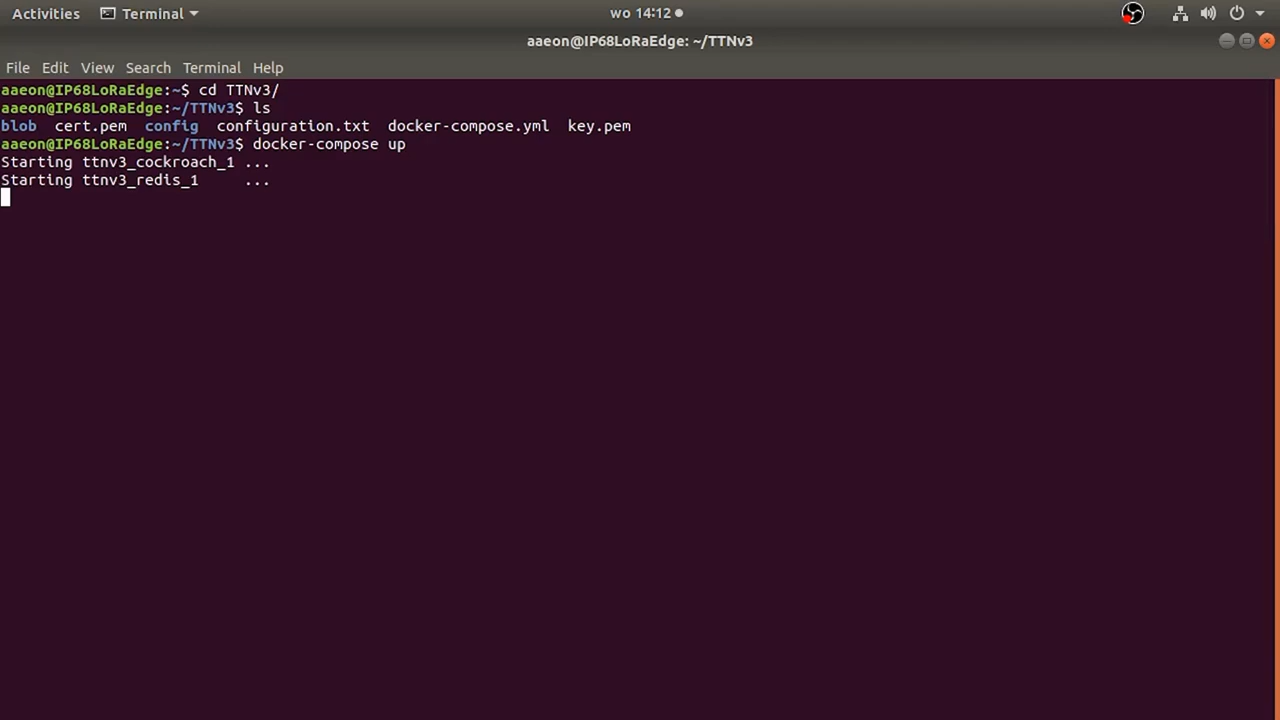 Activities Terminal wo 14:12
aaeon@IP68LoRaEdge: ~/TTNv3
File Edit View Search Terminal Help
aaeon@IP68LoRaEdge:~$ cd TTNv3/
aaeon@IP68LoRaEdge:~/TTNv3$ ls
blob cert.pem config configuration.txt docker-compose.yml key.pem
aaeon@IP68LoRaEdge:~/TTNv3$ docker-compose up
Starting ttnv3_cockroach_1 ...
Starting ttnv3_redis_1 ...